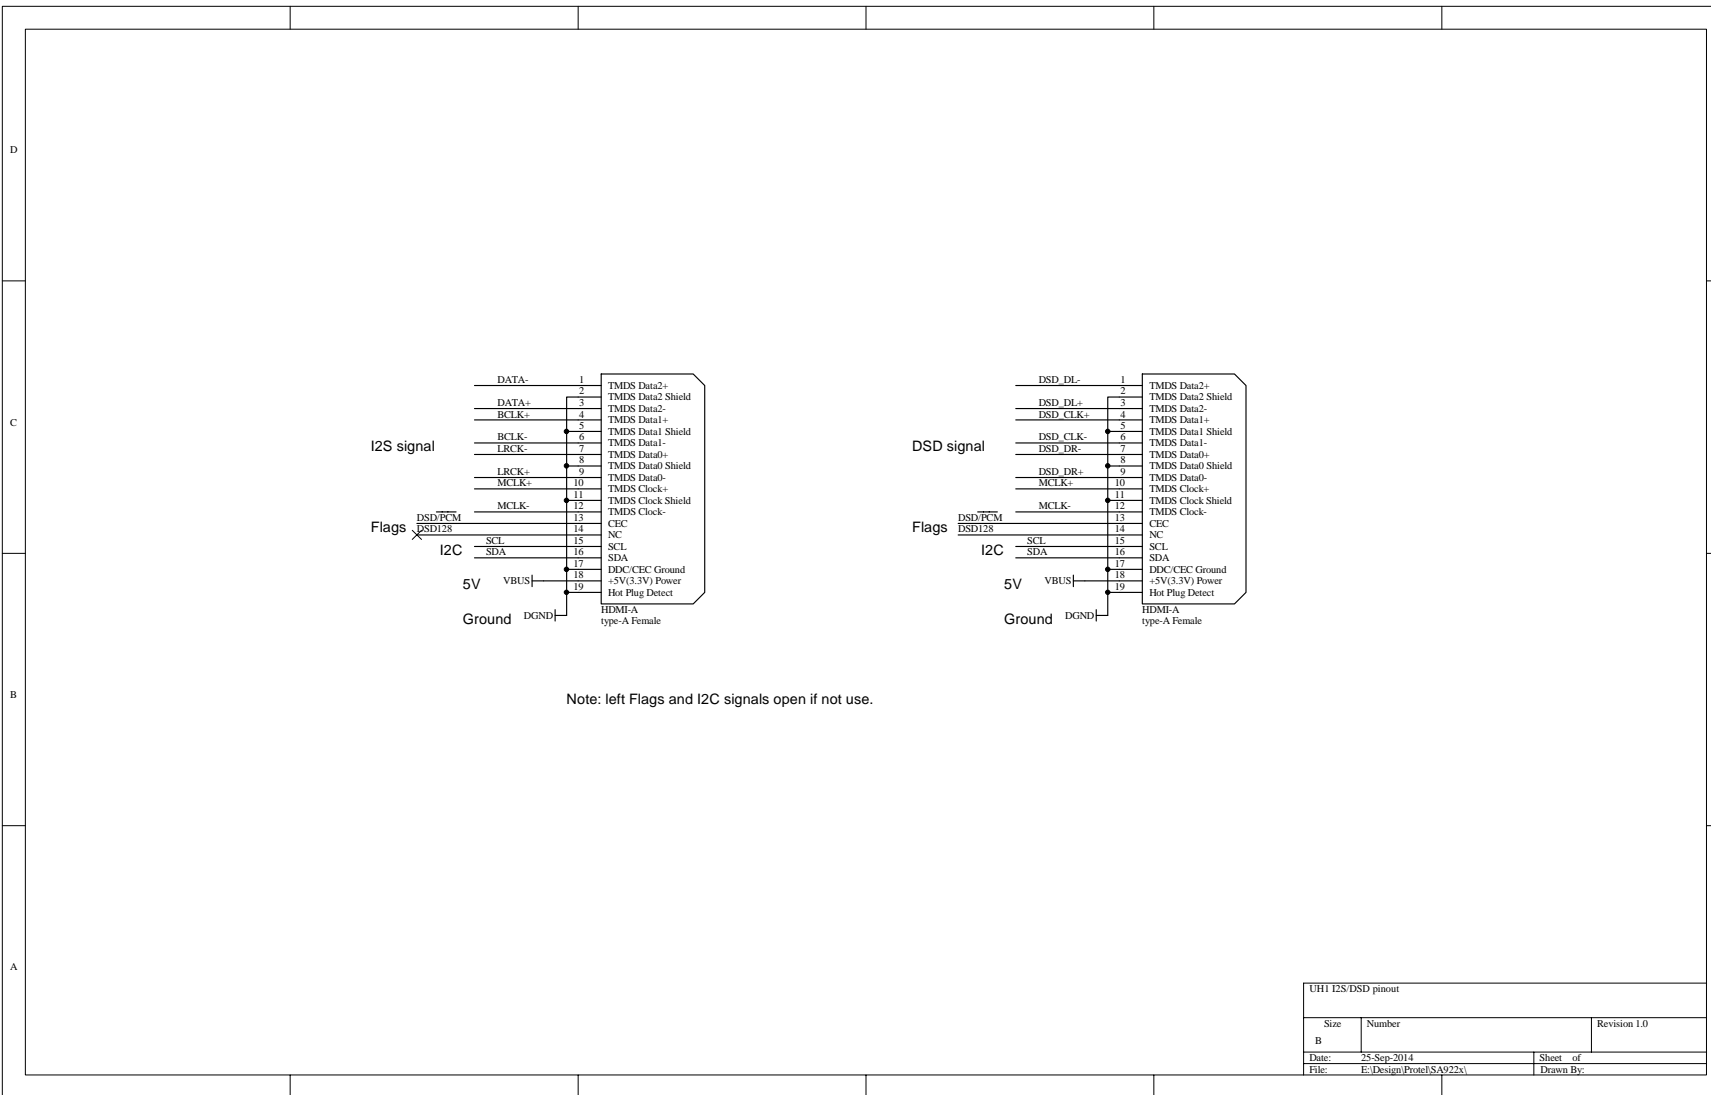 D
C
B
A
I2S signal
DATA- 1 TMDS Data2+
2 TMDS Data2 Shield
DATA+ 3 TMDS Data2-
BCLK+ 4 TMDS Data1+
5 TMDS Data1 Shield
BCLK- 6 TMDS Data1-
LRCK- 7 TMDS Data0+
8 TMDS Data0 Shield
LRCK+ 9 TMDS Data0-
MCLK+ 10 TMDS Clock+
11 TMDS Clock Shield
MCLK- 12 TMDS Clock-
Flags
DSD/PCM 13 CEC
DSD128 14 NC
I2C
SCL 15 SCL
SDA 16 SDA
17 DDC/CEC Ground
5V VBUS 18 +5V(3.3V) Power
19 Hot Plug Detect
Ground DGND
HDMI-A
type-A Female
DSD signal
DSD_DL- 1 TMDS Data2+
2 TMDS Data2 Shield
DSD_DL+ 3 TMDS Data2-
DSD_CLK+ 4 TMDS Data1+
5 TMDS Data1 Shield
DSD_CLK- 6 TMDS Data1-
DSD_DR- 7 TMDS Data0+
8 TMDS Data0 Shield
DSD_DR+ 9 TMDS Data0-
MCLK+ 10 TMDS Clock+
11 TMDS Clock Shield
MCLK- 12 TMDS Clock-
Flags
DSD/PCM 13 CEC
DSD128 14 NC
I2C
SCL 15 SCL
SDA 16 SDA
17 DDC/CEC Ground
5V VBUS 18 +5V(3.3V) Power
19 Hot Plug Detect
Ground DGND
HDMI-A
type-A Female
Note: left Flags and I2C signals open if not use.
UH1 I2S/DSD pinout
Size Number Revision 1.0
B
Date: 25-Sep-2014 Sheet of
File: E:\Design\Protel\SA922x\ Drawn By: